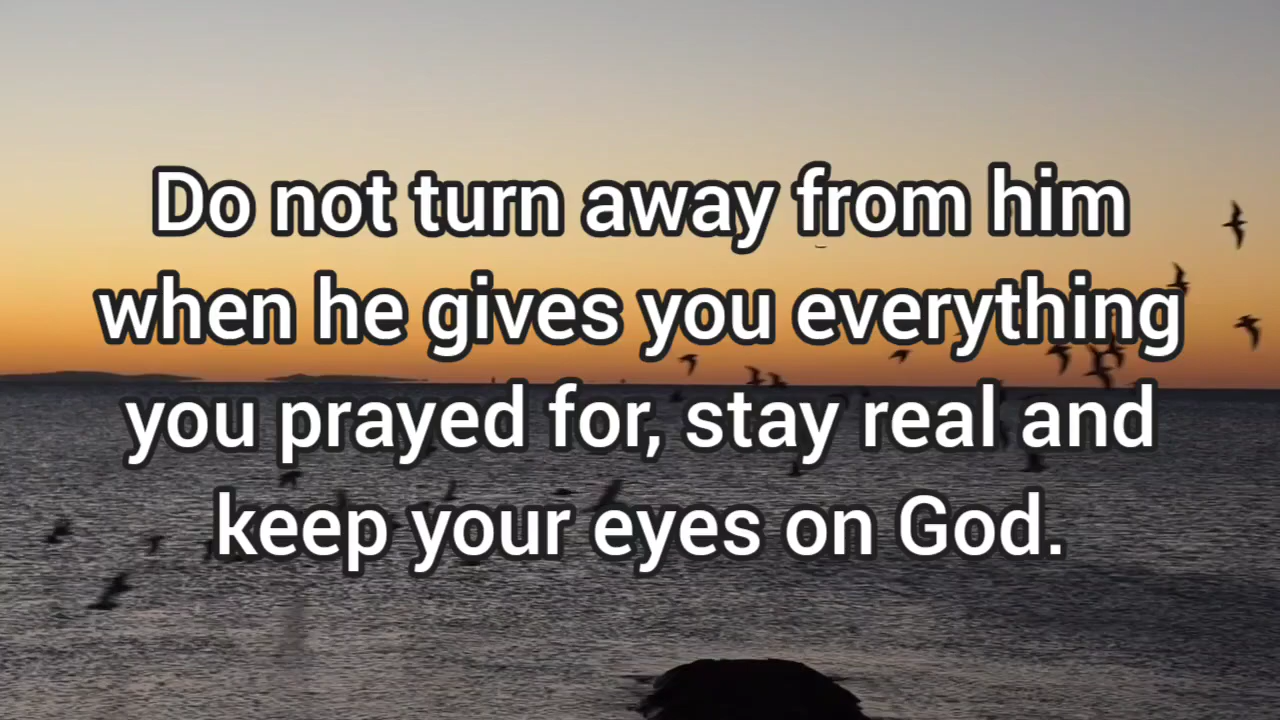 Do not turn away from him
when he gives you everything
you prayed for, stay real and
keep your eyes on God.